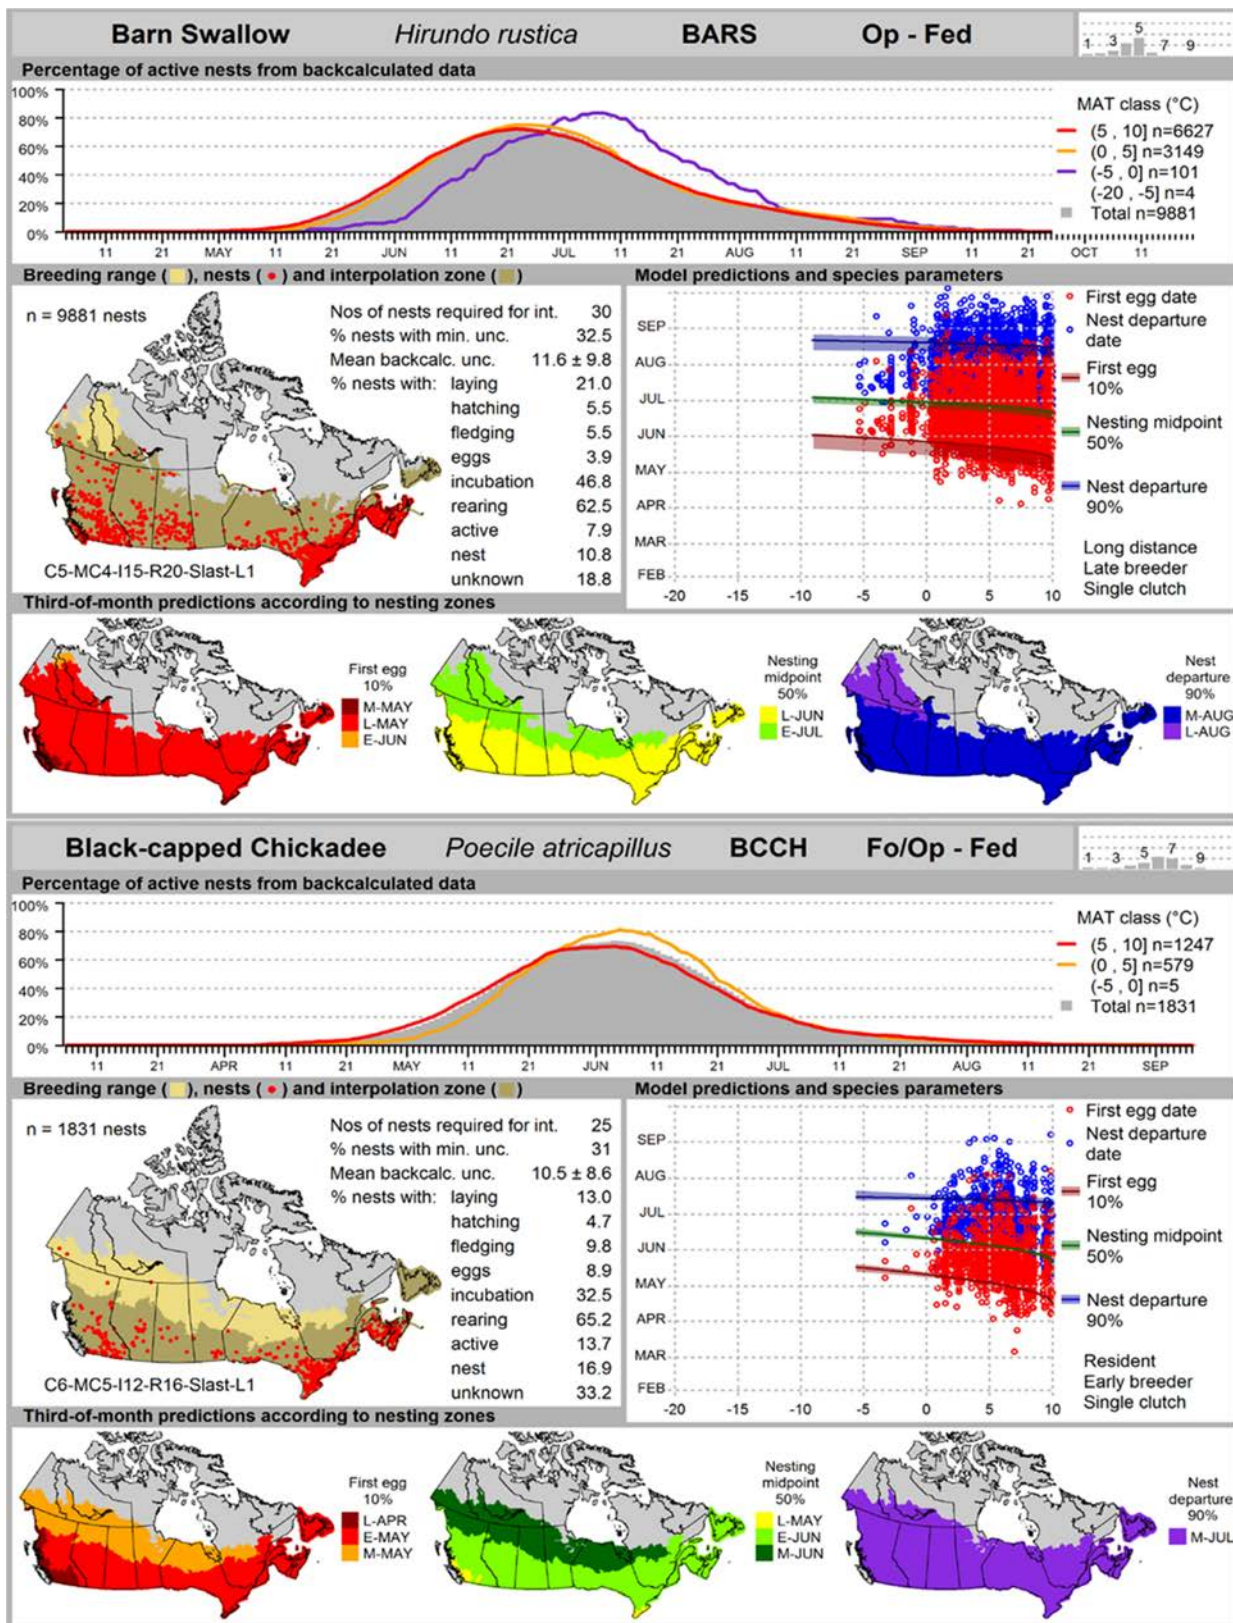 Barn Swallow Hirundo rustica BARS Op - Fed
1 3 5 7 9
Percentage of active nests from backcalculated data
100%
80%
60%
40%
20%
0%
11 21 MAY 11 21 JUN 11 21 JUL 11 21 AUG 11 21 SEP 11 21 OCT 11
MAT class (°C)
(5 , 10] n=6627
(0 , 5] n=3149
(-5 , 0] n=101
(-20 , -5] n=4
Total n=9881
Breeding range ( ), nests ( • ) and interpolation zone ( )
n = 9881 nests
Nos of nests required for int. 30
% nests with min. unc. 32.5
Mean backcalc. unc. 11.6 ± 9.8
% nests with: laying 21.0
hatching 5.5
fledging 5.5
eggs 3.9
incubation 46.8
rearing 62.5
active 7.9
nest 10.8
unknown 18.8
C5-MC4-I15-R20-Slast-L1
Model predictions and species parameters
SEP
AUG
JUL
JUN
MAY
APR
MAR
FEB
-20 -15 -10 -5 0 5 10
First egg date
Nest departure
date
First egg
10%
Nesting midpoint
50%
Nest departure
90%
Long distance
Late breeder
Single clutch
Third-of-month predictions according to nesting zones
First egg
10%
M-MAY
L-MAY
E-JUN
Nesting
midpoint
50%
L-JUN
E-JUL
Nest
departure
90%
M-AUG
L-AUG
Black-capped Chickadee Poecile atricapillus BCCH Fo/Op - Fed
1 3 5 7 9
Percentage of active nests from backcalculated data
100%
80%
60%
40%
20%
0%
11 21 APR 11 21 MAY 11 21 JUN 11 21 JUL 11 21 AUG 11 21 SEP
MAT class (°C)
(5 , 10] n=1247
(0 , 5] n=579
(-5 , 0] n=5
Total n=1831
Breeding range ( ), nests ( • ) and interpolation zone ( )
n = 1831 nests
Nos of nests required for int. 25
% nests with min. unc. 31
Mean backcalc. unc. 10.5 ± 8.6
% nests with: laying 13.0
hatching 4.7
fledging 9.8
eggs 8.9
incubation 32.5
rearing 65.2
active 13.7
nest 16.9
unknown 33.2
C6-MC5-I12-R16-Slast-L1
Model predictions and species parameters
SEP
AUG
JUL
JUN
MAY
APR
MAR
FEB
-20 -15 -10 -5 0 5 10
First egg date
Nest departure
date
First egg
10%
Nesting midpoint
50%
Nest departure
90%
Resident
Early breeder
Single clutch
Third-of-month predictions according to nesting zones
First egg
10%
L-APR
E-MAY
M-MAY
Nesting
midpoint
50%
L-MAY
E-JUN
M-JUN
Nest
departure
90%
M-JUL